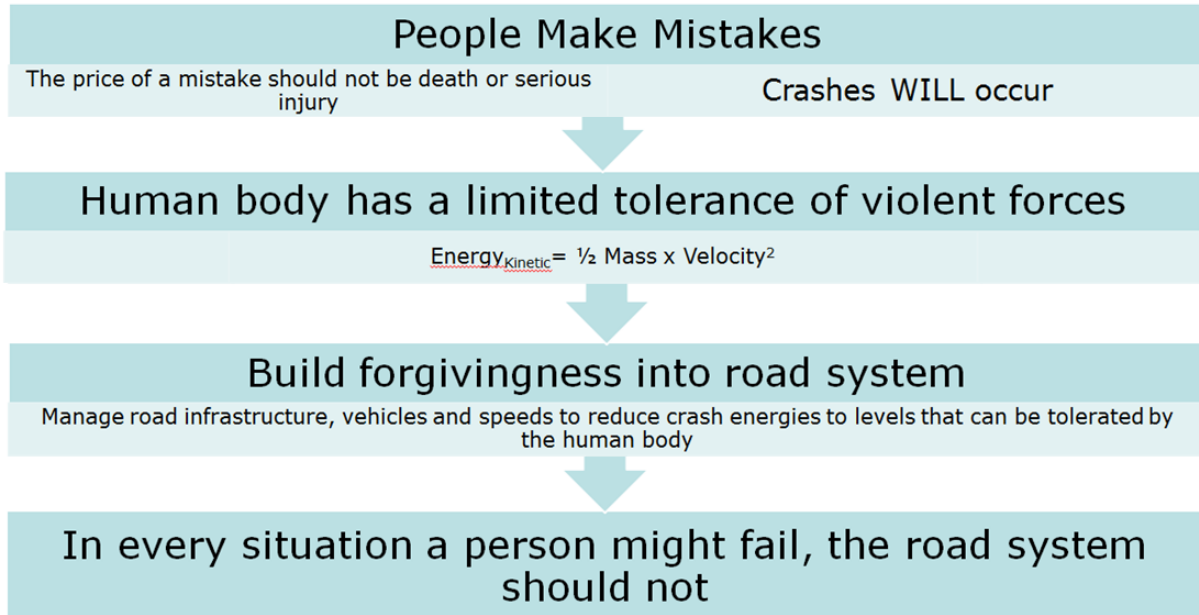 People Make Mistakes
The price of a mistake should not be death or serious
injury
Crashes WILL occur
Human body has a limited tolerance of violent forces
EnergyKinetic= ½ Mass x Velocity²
Build forgivingness into road system
Manage road infrastructure, vehicles and speeds to reduce crash energies to levels that can be tolerated by
the human body
In every situation a person might fail, the road system
should not